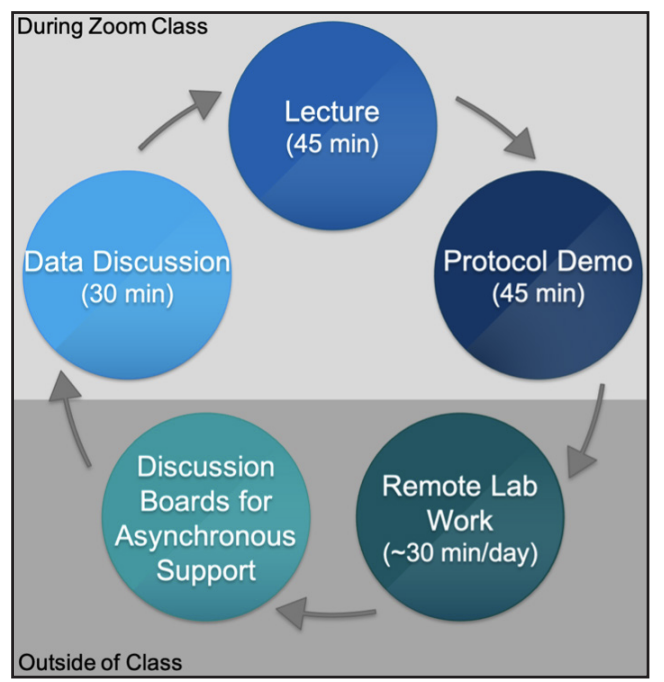 During Zoom Class
Lecture
(45 min)
Protocol Demo
(45 min)
Remote Lab
Work
(~30 min/day)
Discussion
Boards for
Asynchronous
Support
Data Discussion
(30 min)
Outside of Class